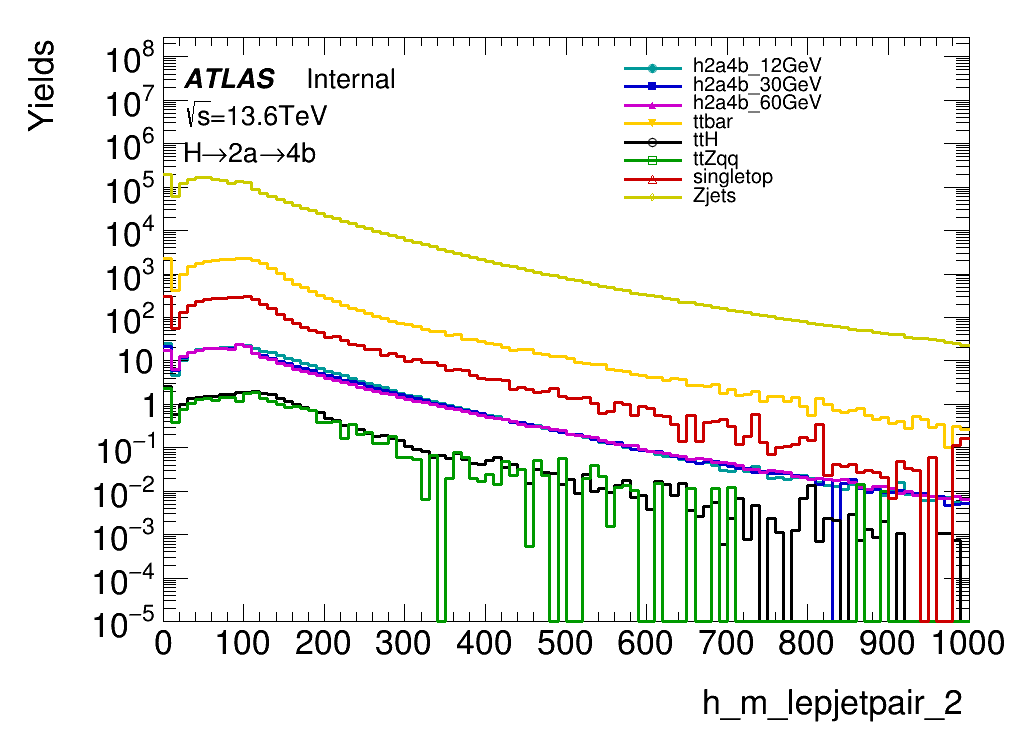 Yields
10^8
10^7
10^6
10^5
10^4
10^3
10^2
10
1
10^−1
10^−2
10^−3
10^−4
10^−5
ATLAS Internal
√s=13.6TeV
H→2a→4b
h2a4b_12GeV
h2a4b_30GeV
h2a4b_60GeV
ttbar
ttH
ttZqq
singletop
Zjets
0 100 200 300 400 500 600 700 800 900 1000
h_m_lepjetpair_2